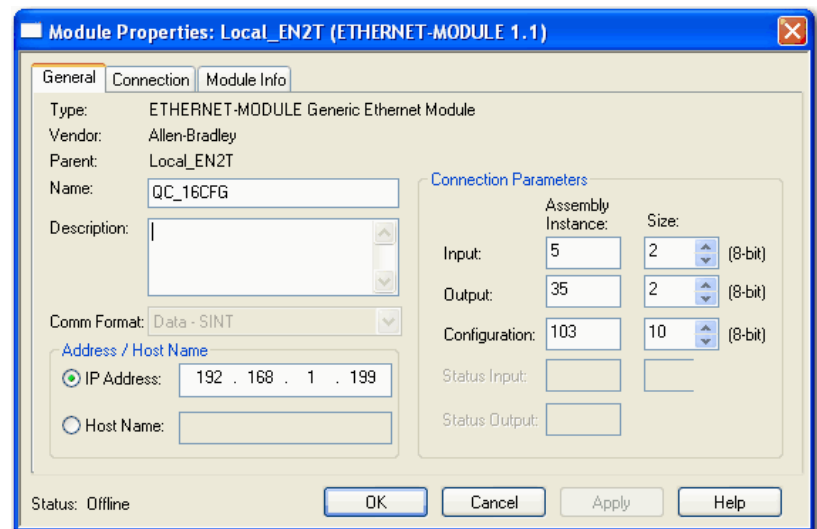 Module Properties: Local_EN2T (ETHERNET-MODULE 1.1)
General Connection Module Info
Type: ETHERNET-MODULE Generic Ethernet Module
Vendor: Allen-Bradley
Parent: Local_EN2T
Name: QC_16CFG
Description:
Comm Format: Data - SINT
Address / Host Name
IP Address: 192 . 168 . 1 . 199
Host Name:
Connection Parameters
Assembly Instance: Size:
Input: 5 2 (8-bit)
Output: 35 2 (8-bit)
Configuration: 103 10 (8-bit)
Status Input:
Status Output:
Status: Offline OK Cancel Apply Help